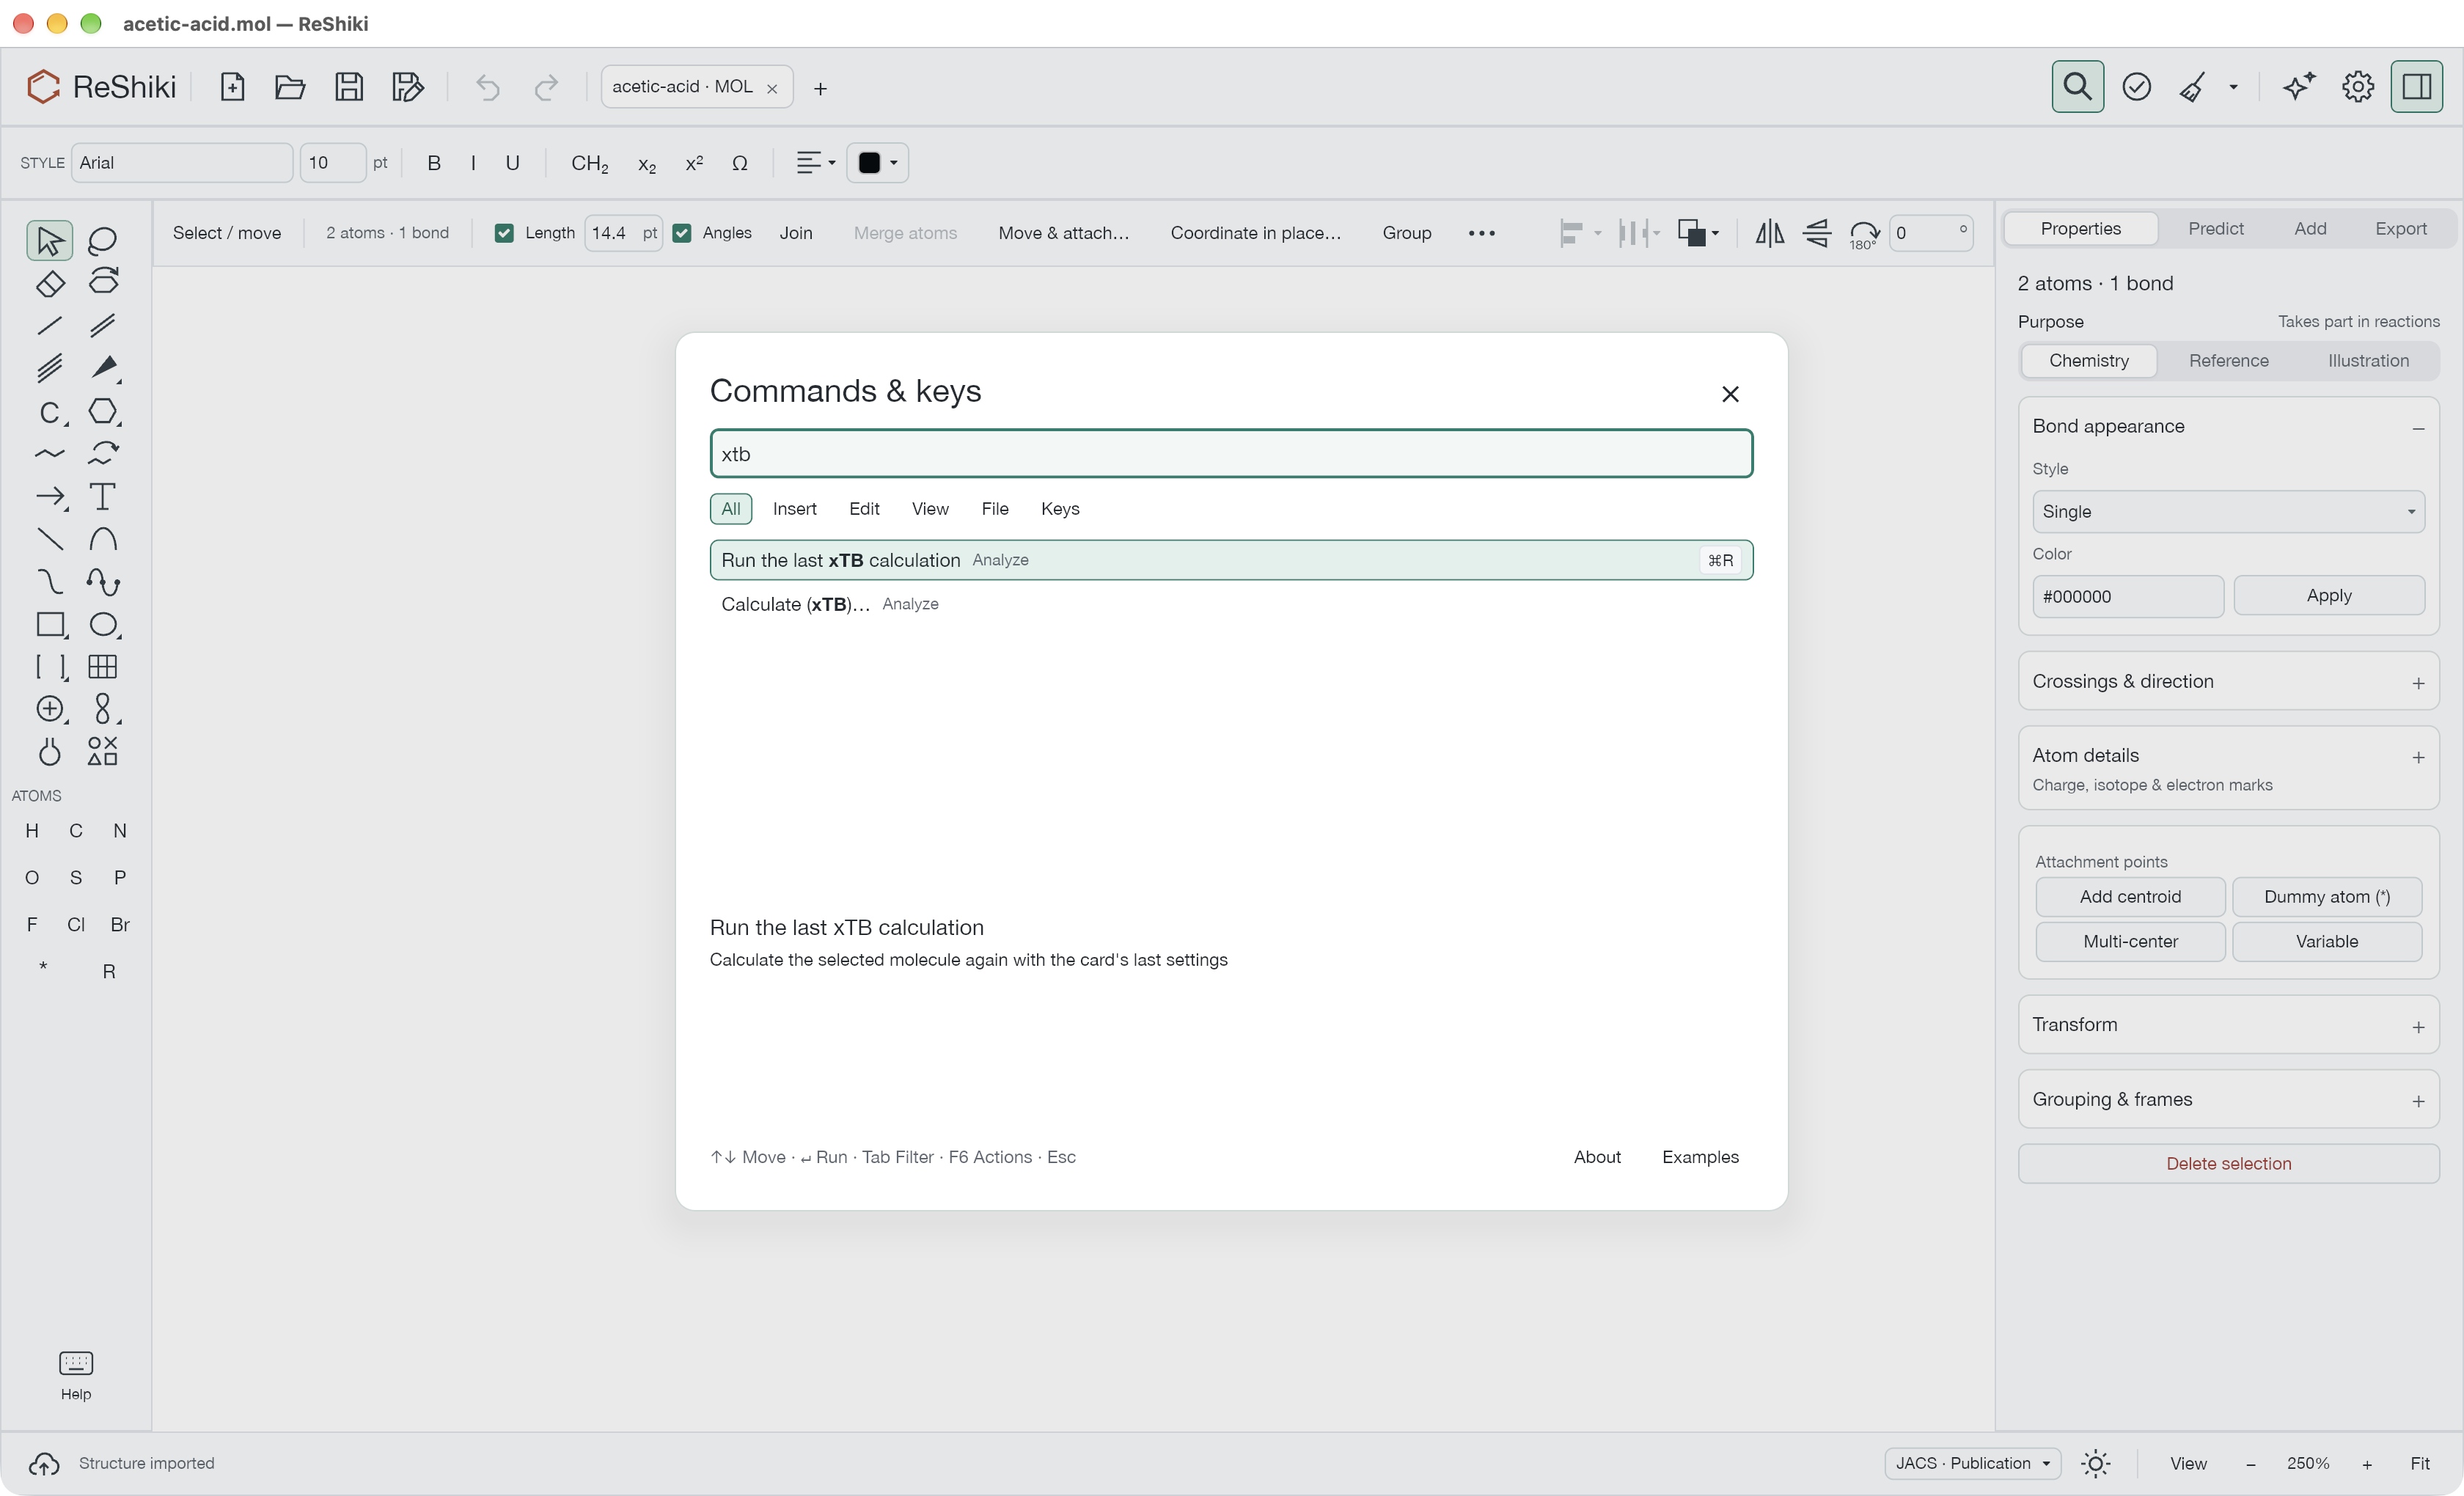 acetic-acid.mol — ReShiki
ReShiki
acetic-acid · MOL × +
STYLE Arial 10 pt B I U CH₂ x₂ x² Ω
Select / move 2 atoms · 1 bond Length 14.4 pt Angles Join Merge atoms Move & attach... Coordinate in place... Group ••• 180° 0 °
Properties Predict Add Export
2 atoms · 1 bond
Purpose Takes part in reactions
Chemistry Reference Illustration
Bond appearance −
Style
Single
Color
#000000 Apply
Crossings & direction +
Atom details +
Charge, isotope & electron marks
Attachment points
Add centroid Dummy atom (*)
Multi-center Variable
Transform +
Grouping & frames +
Delete selection
Commands & keys
xtb
All Insert Edit View File Keys
Run the last xTB calculation Analyze ⌘R
Calculate (xTB)... Analyze
Run the last xTB calculation
Calculate the selected molecule again with the card's last settings
↑↓ Move · ↵ Run · Tab Filter · F6 Actions · Esc About Examples
C
T
ATOMS
H C N
O S P
F Cl Br
* R
Help
Structure imported JACS · Publication View − 250% + Fit